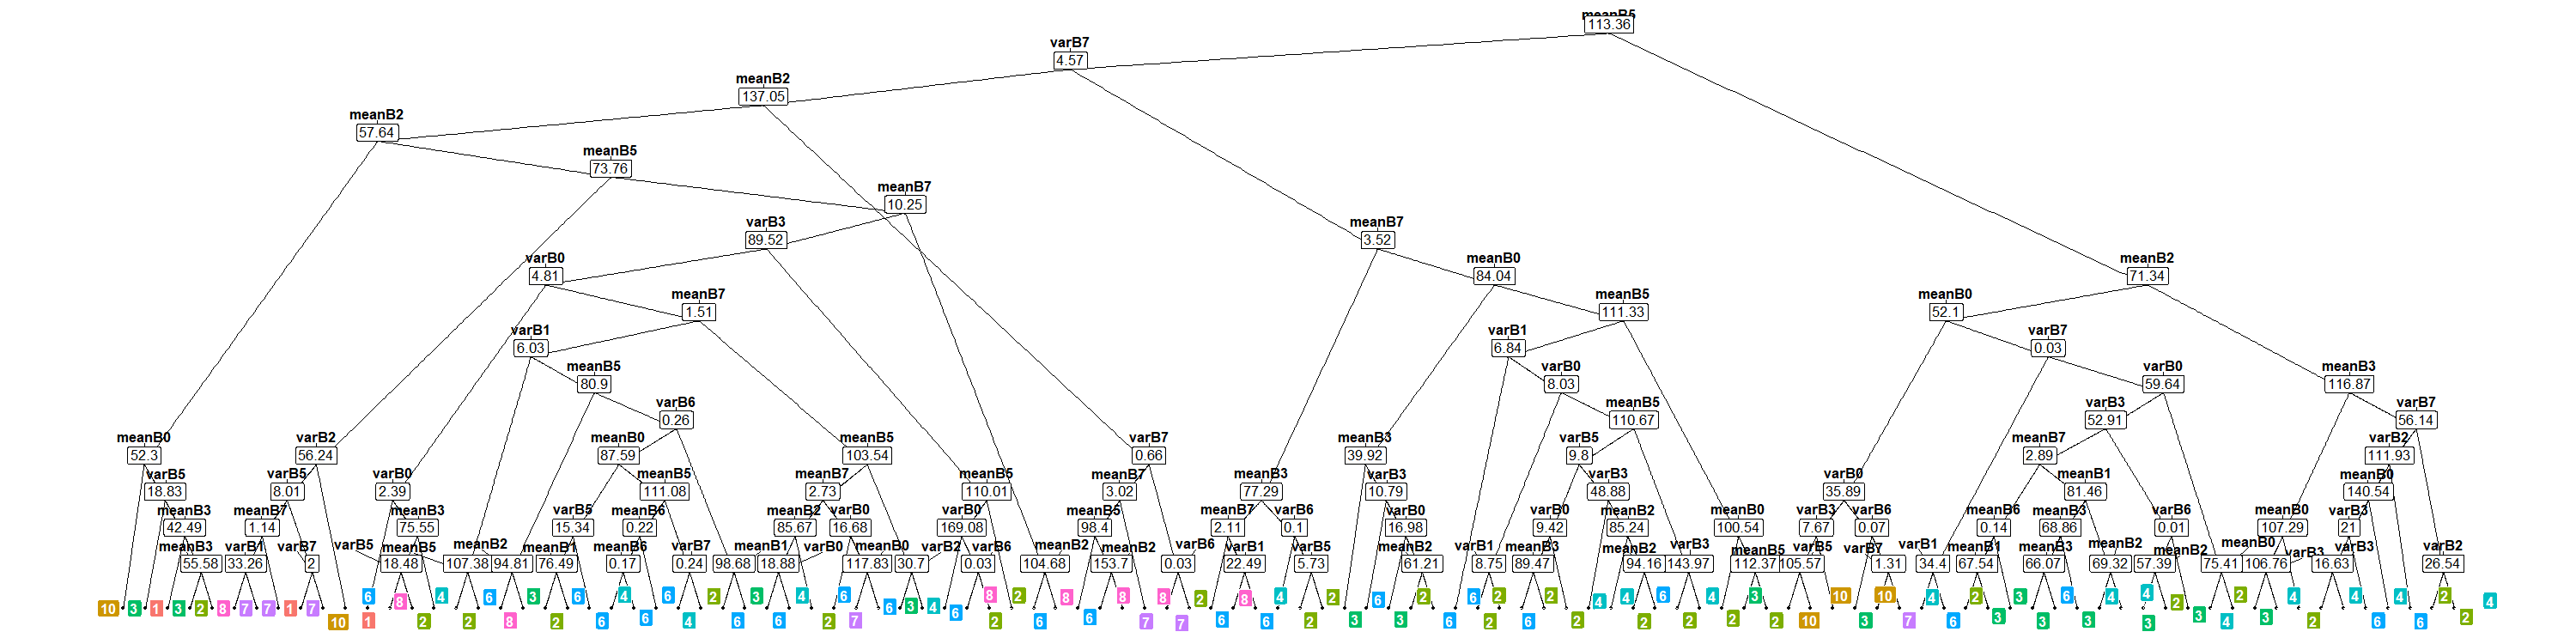 meanB5
113.36
varB7
4.57
meanB2
137.05
meanB2
57.64
meanB5
73.76
meanB7
10.25
varB3 meanB7
89.52 3.52
varB0 meanB0 meanB2
4.81 84.04 71.34
meanB7 meanB5 meanB0
1.51 111.33 52.1
varB1 varB1 varB7
6.03 6.84 0.03
meanB5 varB0 varB0 meanB3
80.9 8.03 59.64 116.87
varB6 meanB5 varB3 varB7
0.26 110.67 52.91 56.14
meanB0 varB2 meanB0 meanB5 varB7 meanB3 varB5 meanB7 varB2
52.3 56.24 87.59 103.54 0.66 39.92 9.8 2.89 111.93
varB5 varB5 varB0 meanB5 meanB7 meanB5 meanB7 meanB3 varB3 varB3 varB0 meanB1 meanB0
18.83 8.01 2.39 111.08 2.73 110.01 3.02 77.29 10.79 48.88 35.89 81.46 140.54
meanB3 meanB7 meanB3 varB5 meanB6 meanB2 varB0 varB0 meanB5 meanB7 varB6 varB0 varB0 meanB2 meanB0 varB3 varB6 meanB6 meanB3 varB6 meanB0 varB3
42.49 1.14 75.55 15.34 0.22 85.67 16.68 169.08 98.4 2.11 0.1 16.98 9.42 85.24 100.54 7.67 0.07 0.14 68.86 0.01 107.29 21
meanB3 varB1 varB7 varB5 meanB5 meanB2 meanB1 meanB6 varB7 meanB1 varB0 meanB0 varB2 varB6 meanB2 meanB2 varB6 varB1 varB5 meanB2 varB1 meanB3 meanB2 varB3 meanB5 varB5 varB7 varB1 meanB1 meanB3 meanB2 meanB2 meanB0 varB3 varB3 varB2
55.58 33.26 2 18.48 107.38 94.81 76.49 0.17 0.24 98.68 18.88 117.83 30.7 0.03 104.68 153.7 0.03 22.49 5.73 61.21 8.75 89.47 94.16 143.97 112.37 105.57 1.31 34.4 67.54 66.07 69.32 57.39 75.41 106.76 16.63 26.54
10 3 1 3 2 8 7 7 1 7 10 6 1 8 2 4 2 6 8 3 2 6 6 4 6 6 4 2 6 3 6 4 2 6 7 6 3 4 6 8 2 2 6 8 6 8 7 8 7 2 6 8 6 4 2 2 3 6 3 2 6 6 2 2 6 2 2 4 4 2 6 2 4 2 3 2 10 10 3 10 7 4 6 2 3 3 3 6 3 4 4 3 2 3 4 2 3 4 2 4 6 4 6 2 2 4